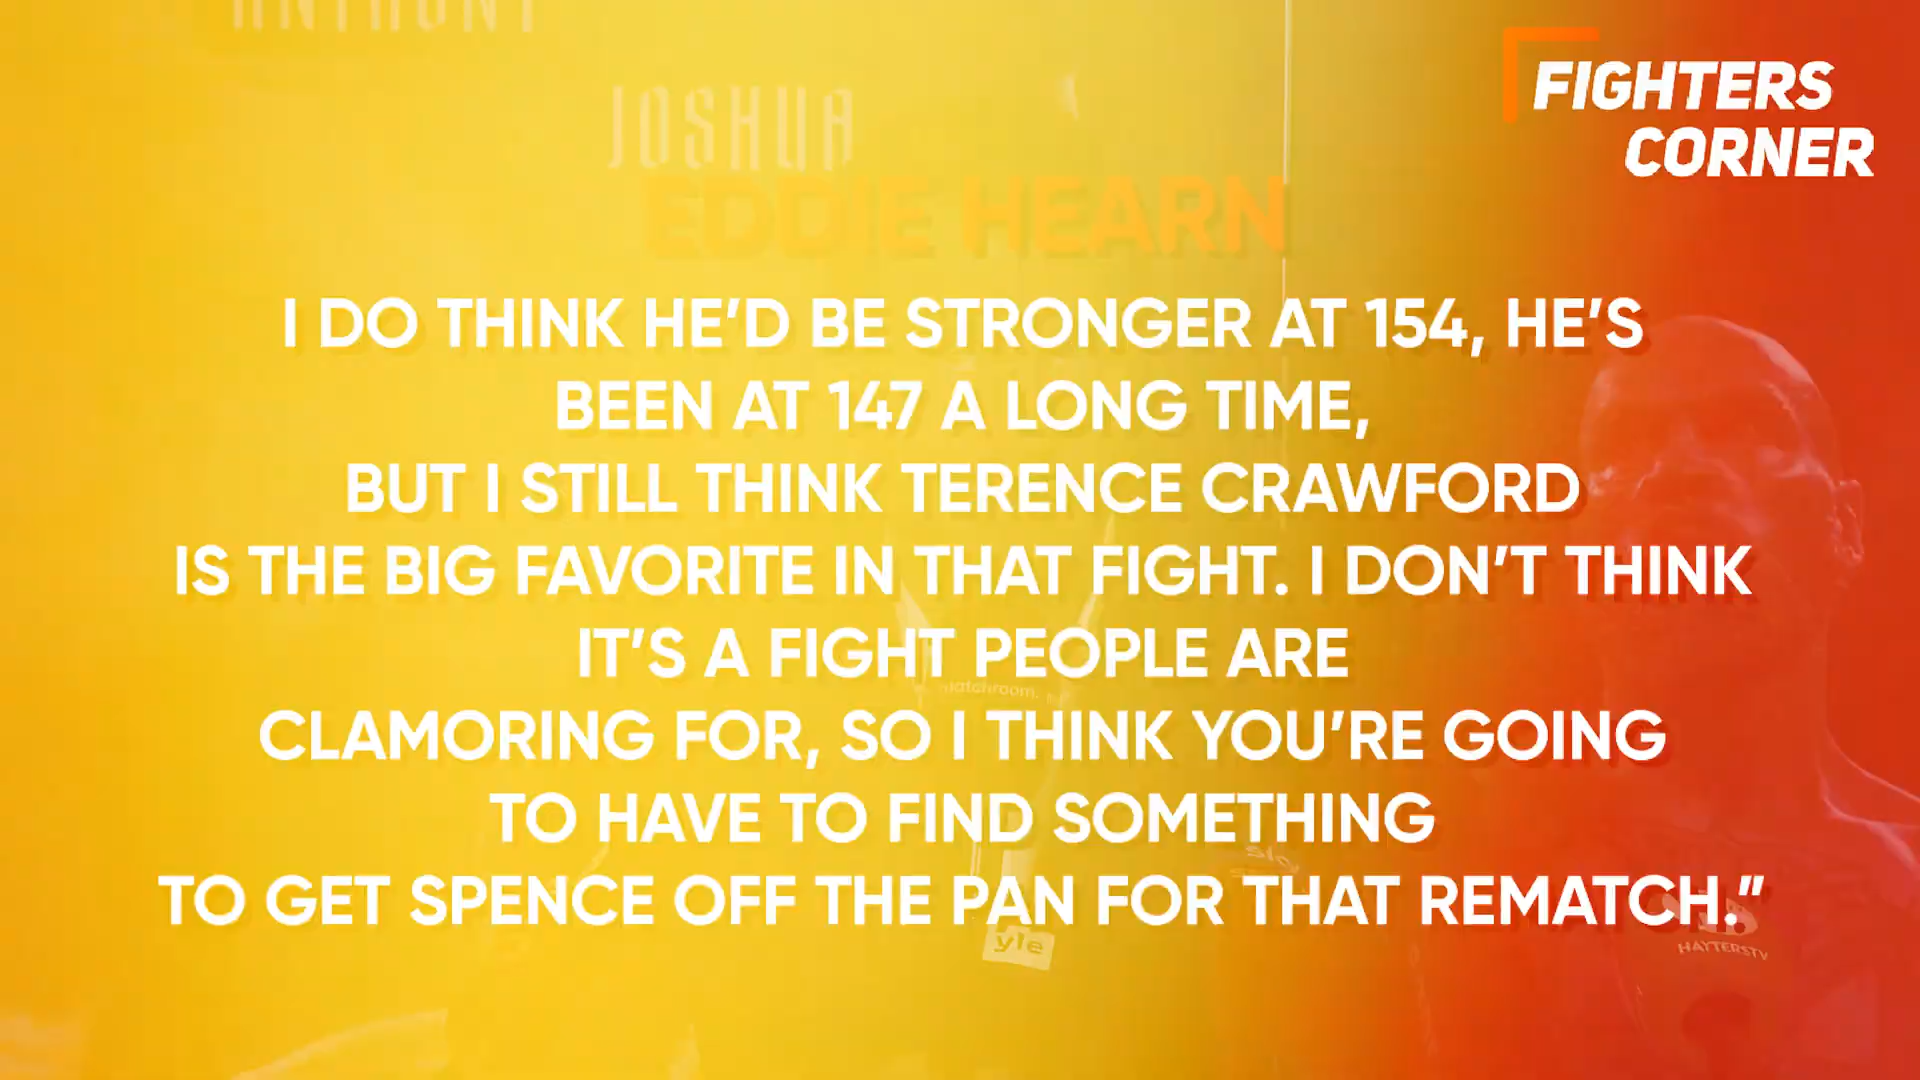 ANTHONY
JOSHUA
FIGHTERS
CORNER
EDDIE HEARN
I DO THINK HE’D BE STRONGER AT 154, HE’S
BEEN AT 147 A LONG TIME,
BUT I STILL THINK TERENCE CRAWFORD
IS THE BIG FAVORITE IN THAT FIGHT. I DON’T THINK
IT’S A FIGHT PEOPLE ARE
CLAMORING FOR, SO I THINK YOU’RE GOING
TO HAVE TO FIND SOMETHING
TO GET SPENCE OFF THE PAN FOR THAT REMATCH.”
matchroom.
yle
HAYTERSTV